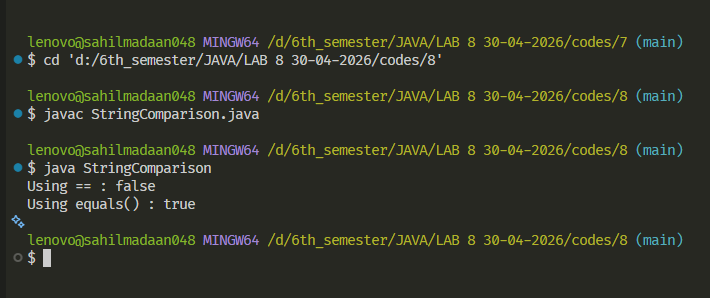 lenovo@sahilmadaan048 MINGW64 /d/6th_semester/JAVA/LAB 8 30-04-2026/codes/7 (main)
$ cd 'd:/6th_semester/JAVA/LAB 8 30-04-2026/codes/8'
lenovo@sahilmadaan048 MINGW64 /d/6th_semester/JAVA/LAB 8 30-04-2026/codes/8 (main)
$ javac StringComparison.java
lenovo@sahilmadaan048 MINGW64 /d/6th_semester/JAVA/LAB 8 30-04-2026/codes/8 (main)
$ java StringComparison
Using == : false
Using equals() : true
lenovo@sahilmadaan048 MINGW64 /d/6th_semester/JAVA/LAB 8 30-04-2026/codes/8 (main)
$